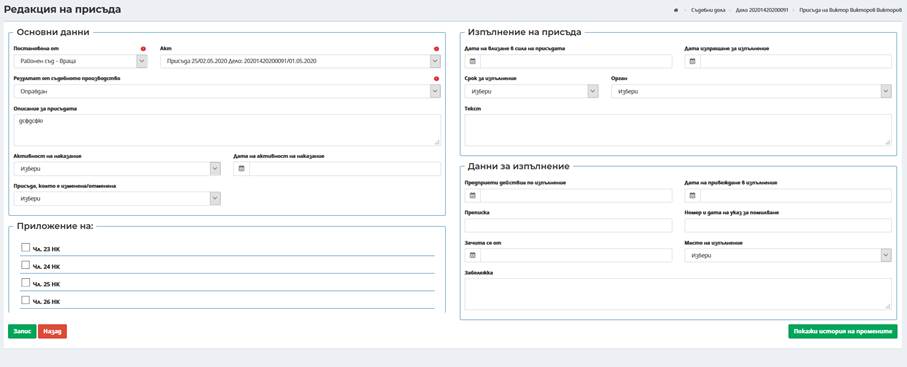 Редакция на присъда
Съдебни дела
Дело 20201420200091
Присъда на Виктор Викторов Викторов
Основни данни
Постановена от
Акт
Районен съд - Враца
Присъда 25/02.05.2020 Дело: 20201420200091/01.05.2020
Резултат от съдебното производство
Оправдан
Описание за присъдата
Активност на наказание
Дата на активност на наказание
Избери
Присъда, която е изменена/отменена
Избери
Приложение на:
Чл. 23 НК
Чл. 24 НК
Чл. 25 НК
Чл. 26 НК
Изпълнение на присъда
Дата на влизане в сила на присъдата
Дата изпращане за изпълнение
Срок за изпълнение
Орган
Избери
Избери
Текст
Данни за изпълнение
Предприети действия по изпълнение
Дата на привеждане в изпълнение
Преписка
Номер и дата на указ за помилване
Зачита се от
Място на изпълнение
Избери
Забележка
Запис
Назад
Покажи история на промените